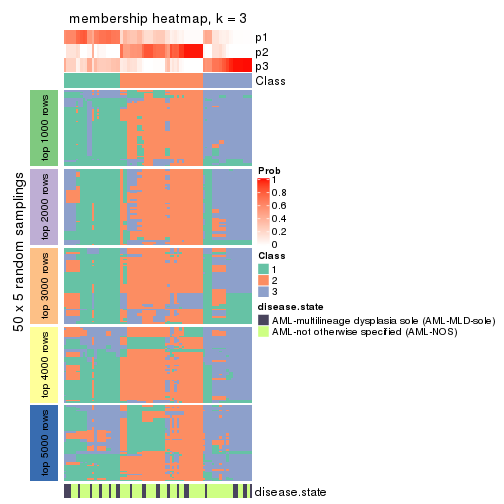 membership heatmap, k = 3
p1
p2
p3
Class
50 x 5 random samplings
top 1000 rows
top 2000 rows
top 3000 rows
top 4000 rows
top 5000 rows
Prob
1
0.8
0.6
0.4
0.2
0
Class
1
2
3
disease.state
AML-multilineage dysplasia sole (AML-MLD-sole)
AML-not otherwise specified (AML-NOS)
disease.state